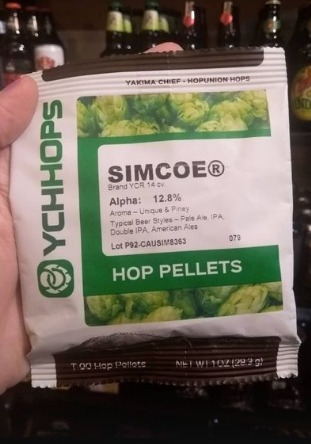 YAKIMA CHIEF - HOPUNION HOPS
YCHHOPS
SIMCOE®
Brand YCR 14 cv.
Alpha: 12.8%
Aroma – Unique & Piney
Typical Beer Styles – Pale Ale, IPA,
Double IPA, American Ales
Lot P92-CAUSIM8363 079
HOP PELLETS
T 90 Hop Pellets NET WT 1 OZ (28.3 g)